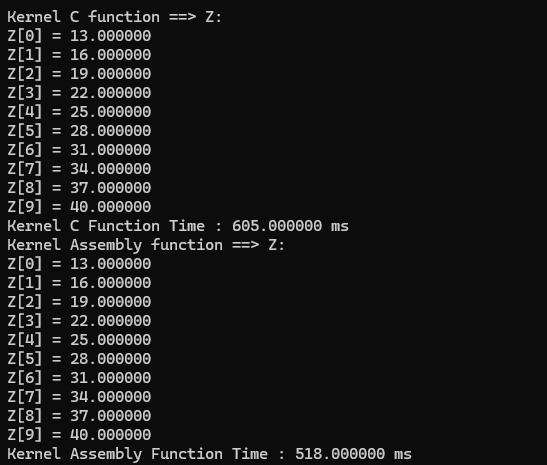 Kernel C function ==> Z:
Z[0] = 13.000000
Z[1] = 16.000000
Z[2] = 19.000000
Z[3] = 22.000000
Z[4] = 25.000000
Z[5] = 28.000000
Z[6] = 31.000000
Z[7] = 34.000000
Z[8] = 37.000000
Z[9] = 40.000000
Kernel C Function Time : 605.000000 ms
Kernel Assembly function ==> Z:
Z[0] = 13.000000
Z[1] = 16.000000
Z[2] = 19.000000
Z[3] = 22.000000
Z[4] = 25.000000
Z[5] = 28.000000
Z[6] = 31.000000
Z[7] = 34.000000
Z[8] = 37.000000
Z[9] = 40.000000
Kernel Assembly Function Time : 518.000000 ms